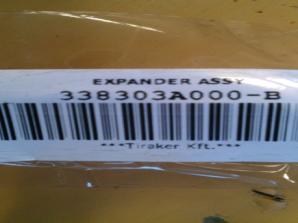 EXPANDER ASSY
338303A000-B
***Tiraker Kft.***